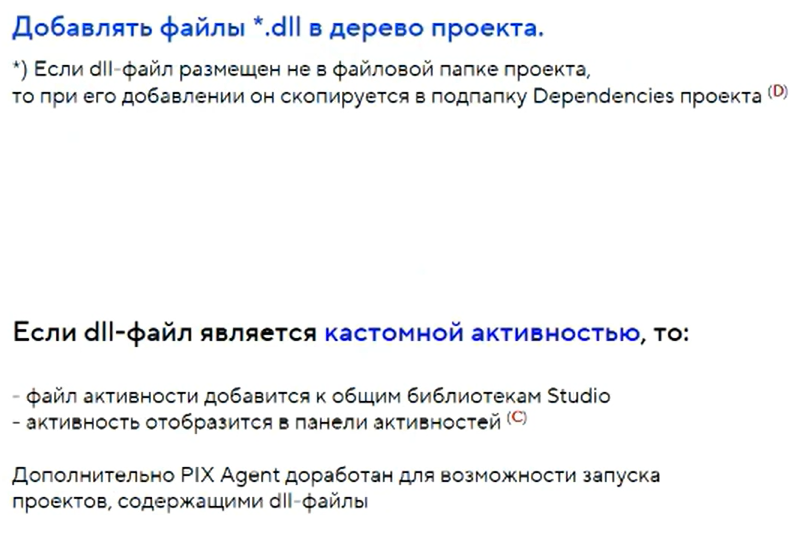 Добавлять файлы *.dll в дерево проекта.
*) Если dll-файл размещен не в файловой папке проекта,
то при его добавлении он скопируется в подпапку Dependencies проекта (D)
Если dll-файл является кастомной активностью, то:
- файл активности добавится к общим библиотекам Studio
- активность отобразится в панели активностей (C)
Дополнительно PIX Agent доработан для возможности запуска
проектов, содержащими dll-файлы